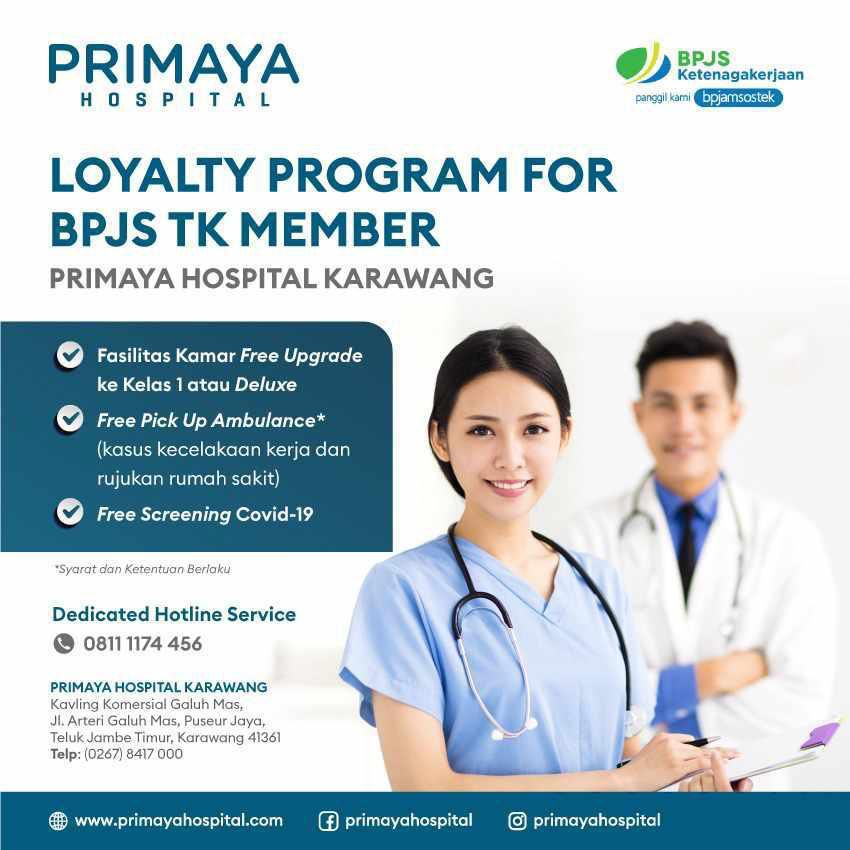 PRIMAYA
HOSPITAL
BPJS
Ketenagakerjaan
panggil kami bpjamsostek
LOYALTY PROGRAM FOR
BPJS TK MEMBER
PRIMAYA HOSPITAL KARAWANG
Fasilitas Kamar Free Upgrade
ke Kelas 1 atau Deluxe
Free Pick Up Ambulance*
(kasus kecelakaan kerja dan
rujukan rumah sakit)
Free Screening Covid-19
*Syarat dan Ketentuan Berlaku
Dedicated Hotline Service
0811 1174 456
PRIMAYA HOSPITAL KARAWANG
Kavling Komersial Galuh Mas,
Jl. Arteri Galuh Mas, Puseur Jaya,
Teluk Jambe Timur, Karawang 41361
Telp: (0267) 8417 000
www.primayahospital.com primayahospital primayahospital